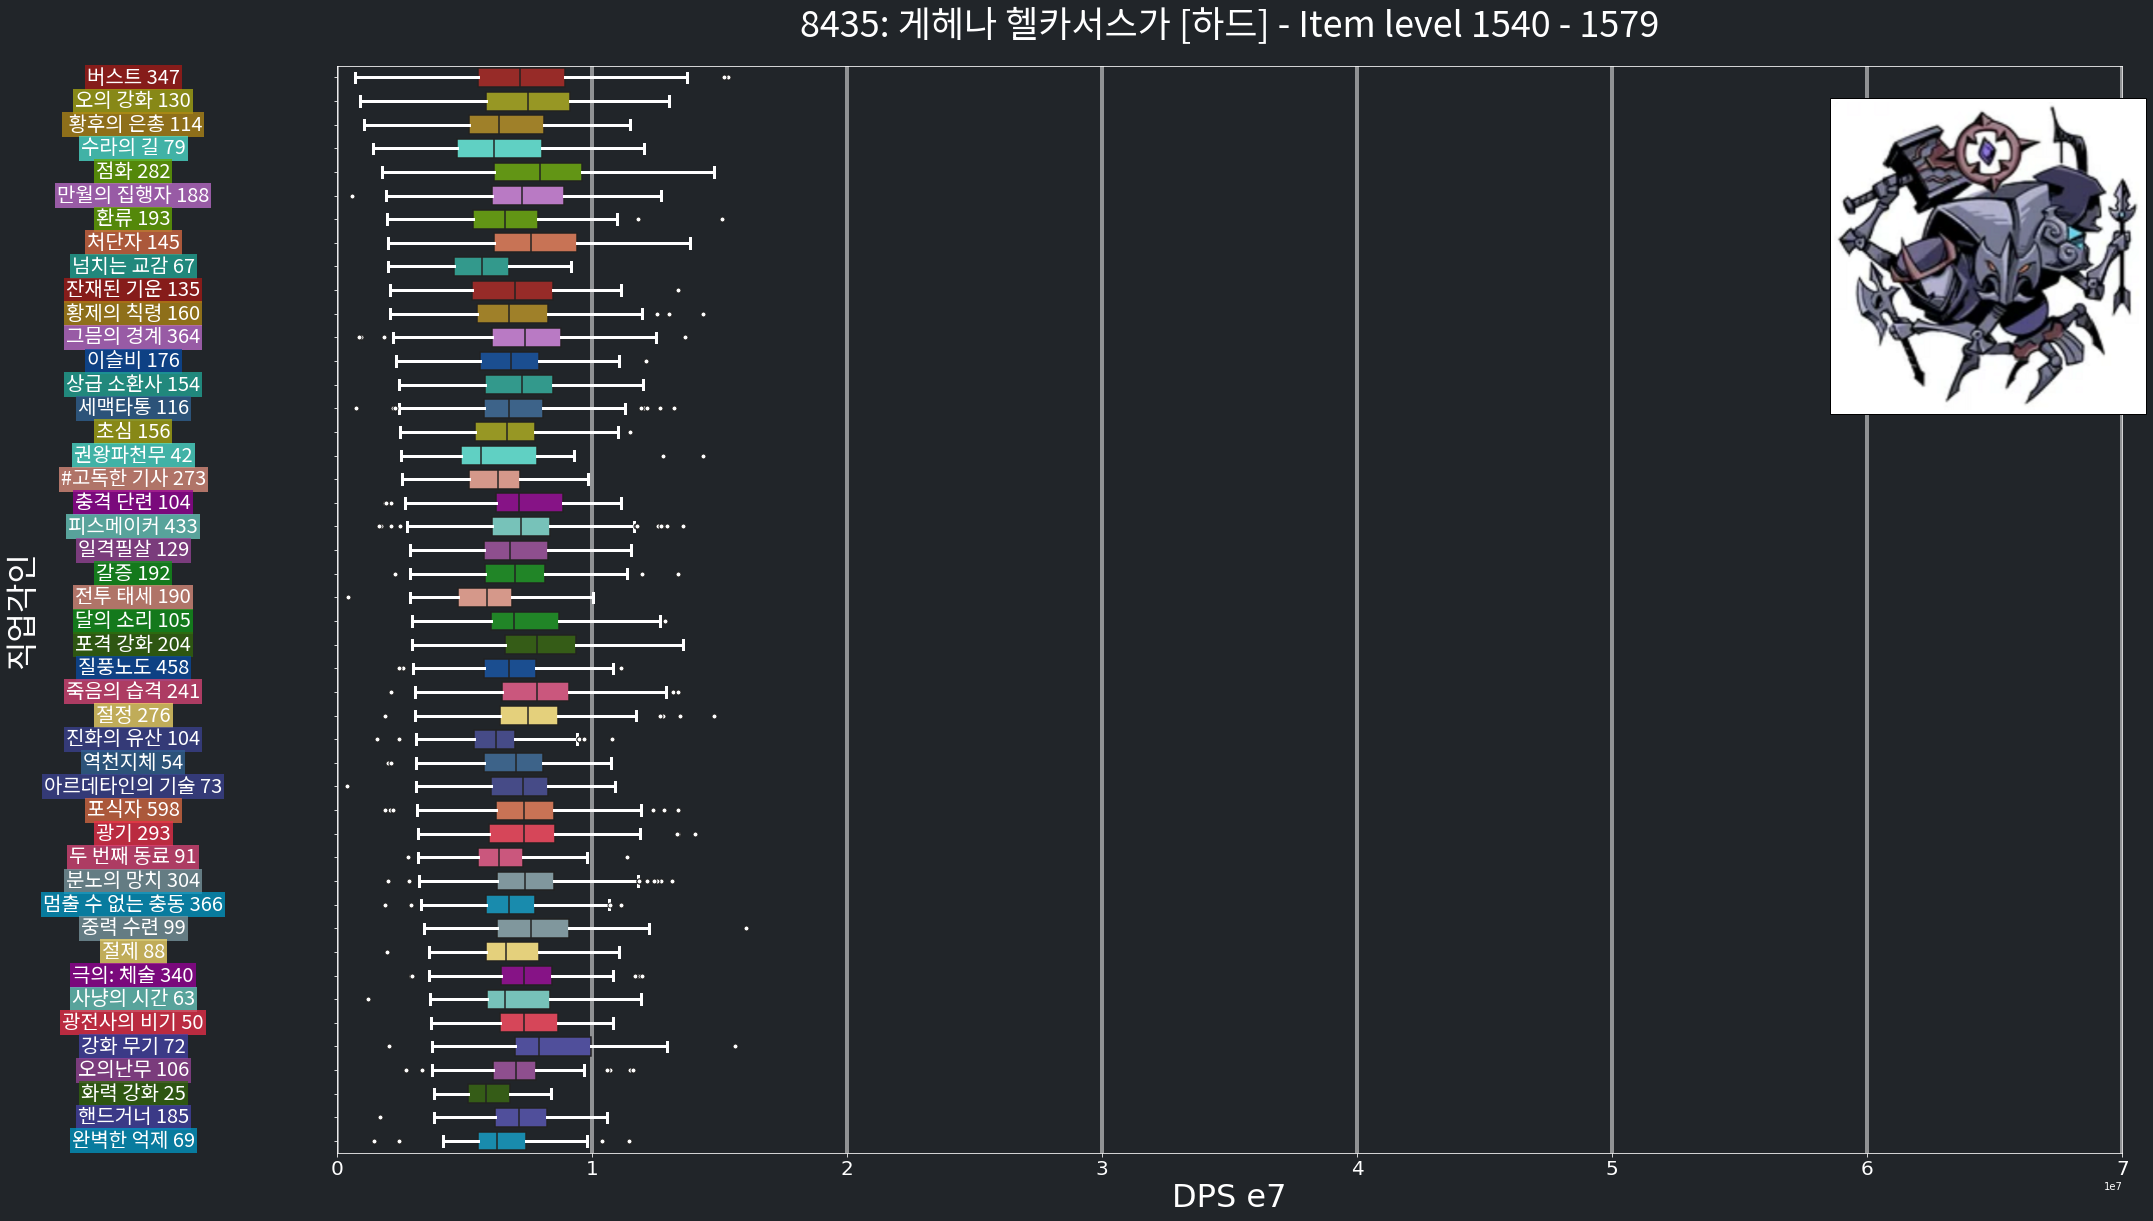 8435: 게헤나 헬카서스가 [하드] - Item level 1540 - 1579
버스트 347
오의 강화 130
황후의 은총 114
수라의 길 79
점화 282
만월의 집행자 188
환류 193
처단자 145
넘치는 교감 67
잔재된 기운 135
황제의 칙령 160
그믐의 경계 364
이슬비 176
상급 소환사 154
세맥타통 116
초심 156
권왕파천무 42
#고독한 기사 273
충격 단련 104
피스메이커 433
일격필살 129
갈증 192
전투 태세 190
달의 소리 105
포격 강화 204
질풍노도 458
죽음의 습격 241
절정 276
진화의 유산 104
역천지체 54
아르데타인의 기술 73
포식자 598
광기 293
두 번째 동료 91
분노의 망치 304
멈출 수 없는 충동 366
중력 수련 99
절제 88
극의: 체술 340
사냥의 시간 63
광전사의 비기 50
강화 무기 72
오의난무 106
화력 강화 25
핸드거너 185
완벽한 억제 69
직업각인
0 1 2 3 4 5 6 7
1e7
DPS e7